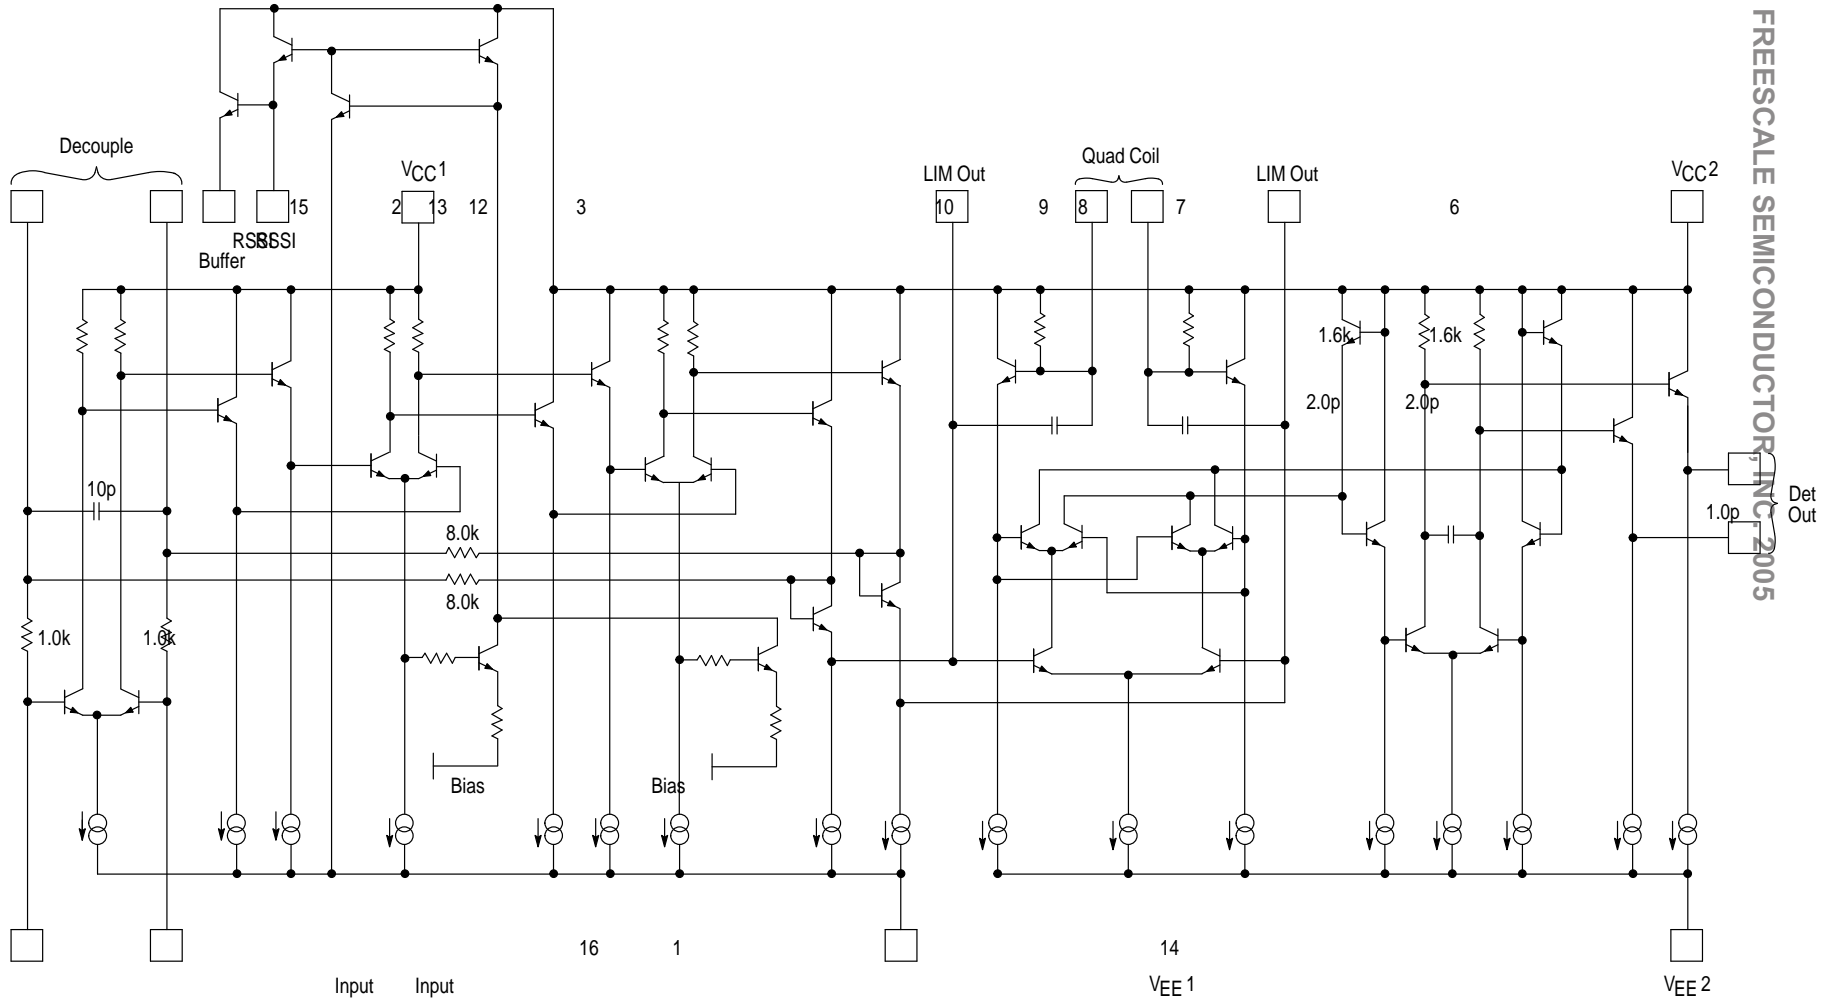 Decouple
VCC1
15
2
13
12
3
RSSI
RSSI
Buffer
LIM Out
Quad Coil
LIM Out
VCC2
10
9
8
7
6
1.6k
1.6k
2.0p
2.0p
10p
8.0k
8.0k
1.0k
1.0k
Bias
Bias
1.0p
Det
Out
16
1
14
Input
Input
VEE1
VEE2
FREESCALE SEMICONDUCTOR, INC. 2005